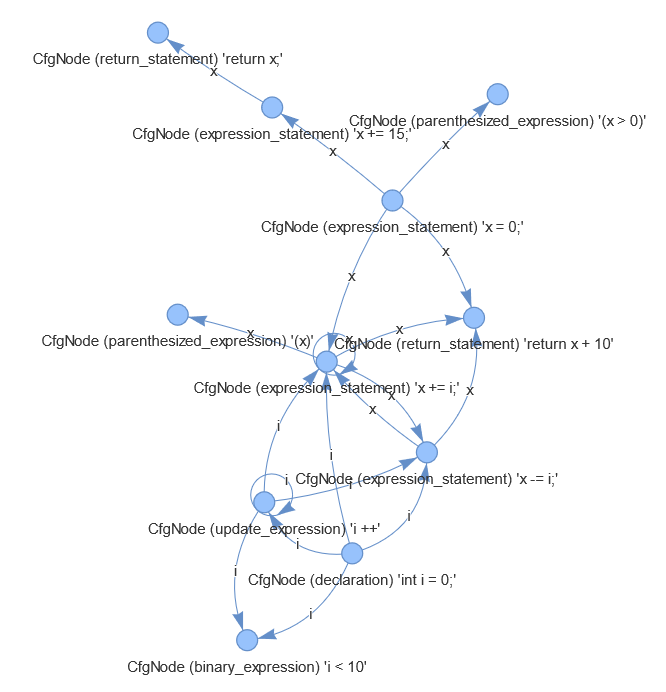 CfgNode (return_statement) 'return x;'
x
CfgNode (parenthesized_expression) '(x > 0)'
CfgNode (expression_statement) 'x += 15;'
x
x
CfgNode (expression_statement) 'x = 0;'
x
x
x
x
x
CfgNode (parenthesized_expression) '(x)'
CfgNode (return_statement) 'return x + 10'
CfgNode (expression_statement) 'x += i;'
x
x
x
i
i
CfgNode (expression_statement) 'x -= i;'
i
i
i
CfgNode (update_expression) 'i ++'
i
i
CfgNode (declaration) 'int i = 0;'
i
CfgNode (binary_expression) 'i < 10'